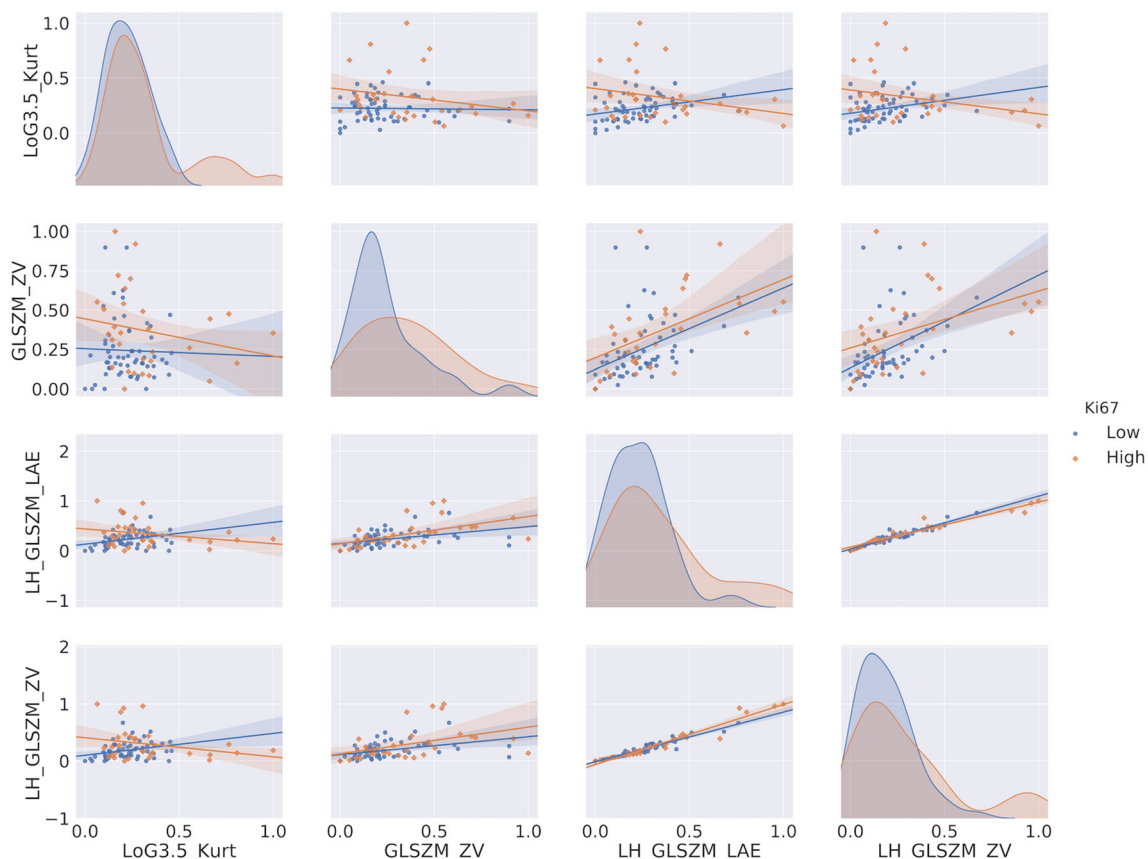 LoG3.5_Kurt
1.0
0.5
0.0
GLSZM_ZV
1.00
0.75
0.50
0.25
0.00
Ki67
Low
High
LH_GLSZM_LAE
2
1
0
−1
LH_GLSZM_ZV
2
1
0
−1
0.0 0.5 1.0 0.0 0.5 1.0 0.0 0.5 1.0 0.0 0.5 1.0
LoG3.5_Kurt GLSZM_ZV LH_GLSZM_LAE LH_GLSZM_ZV